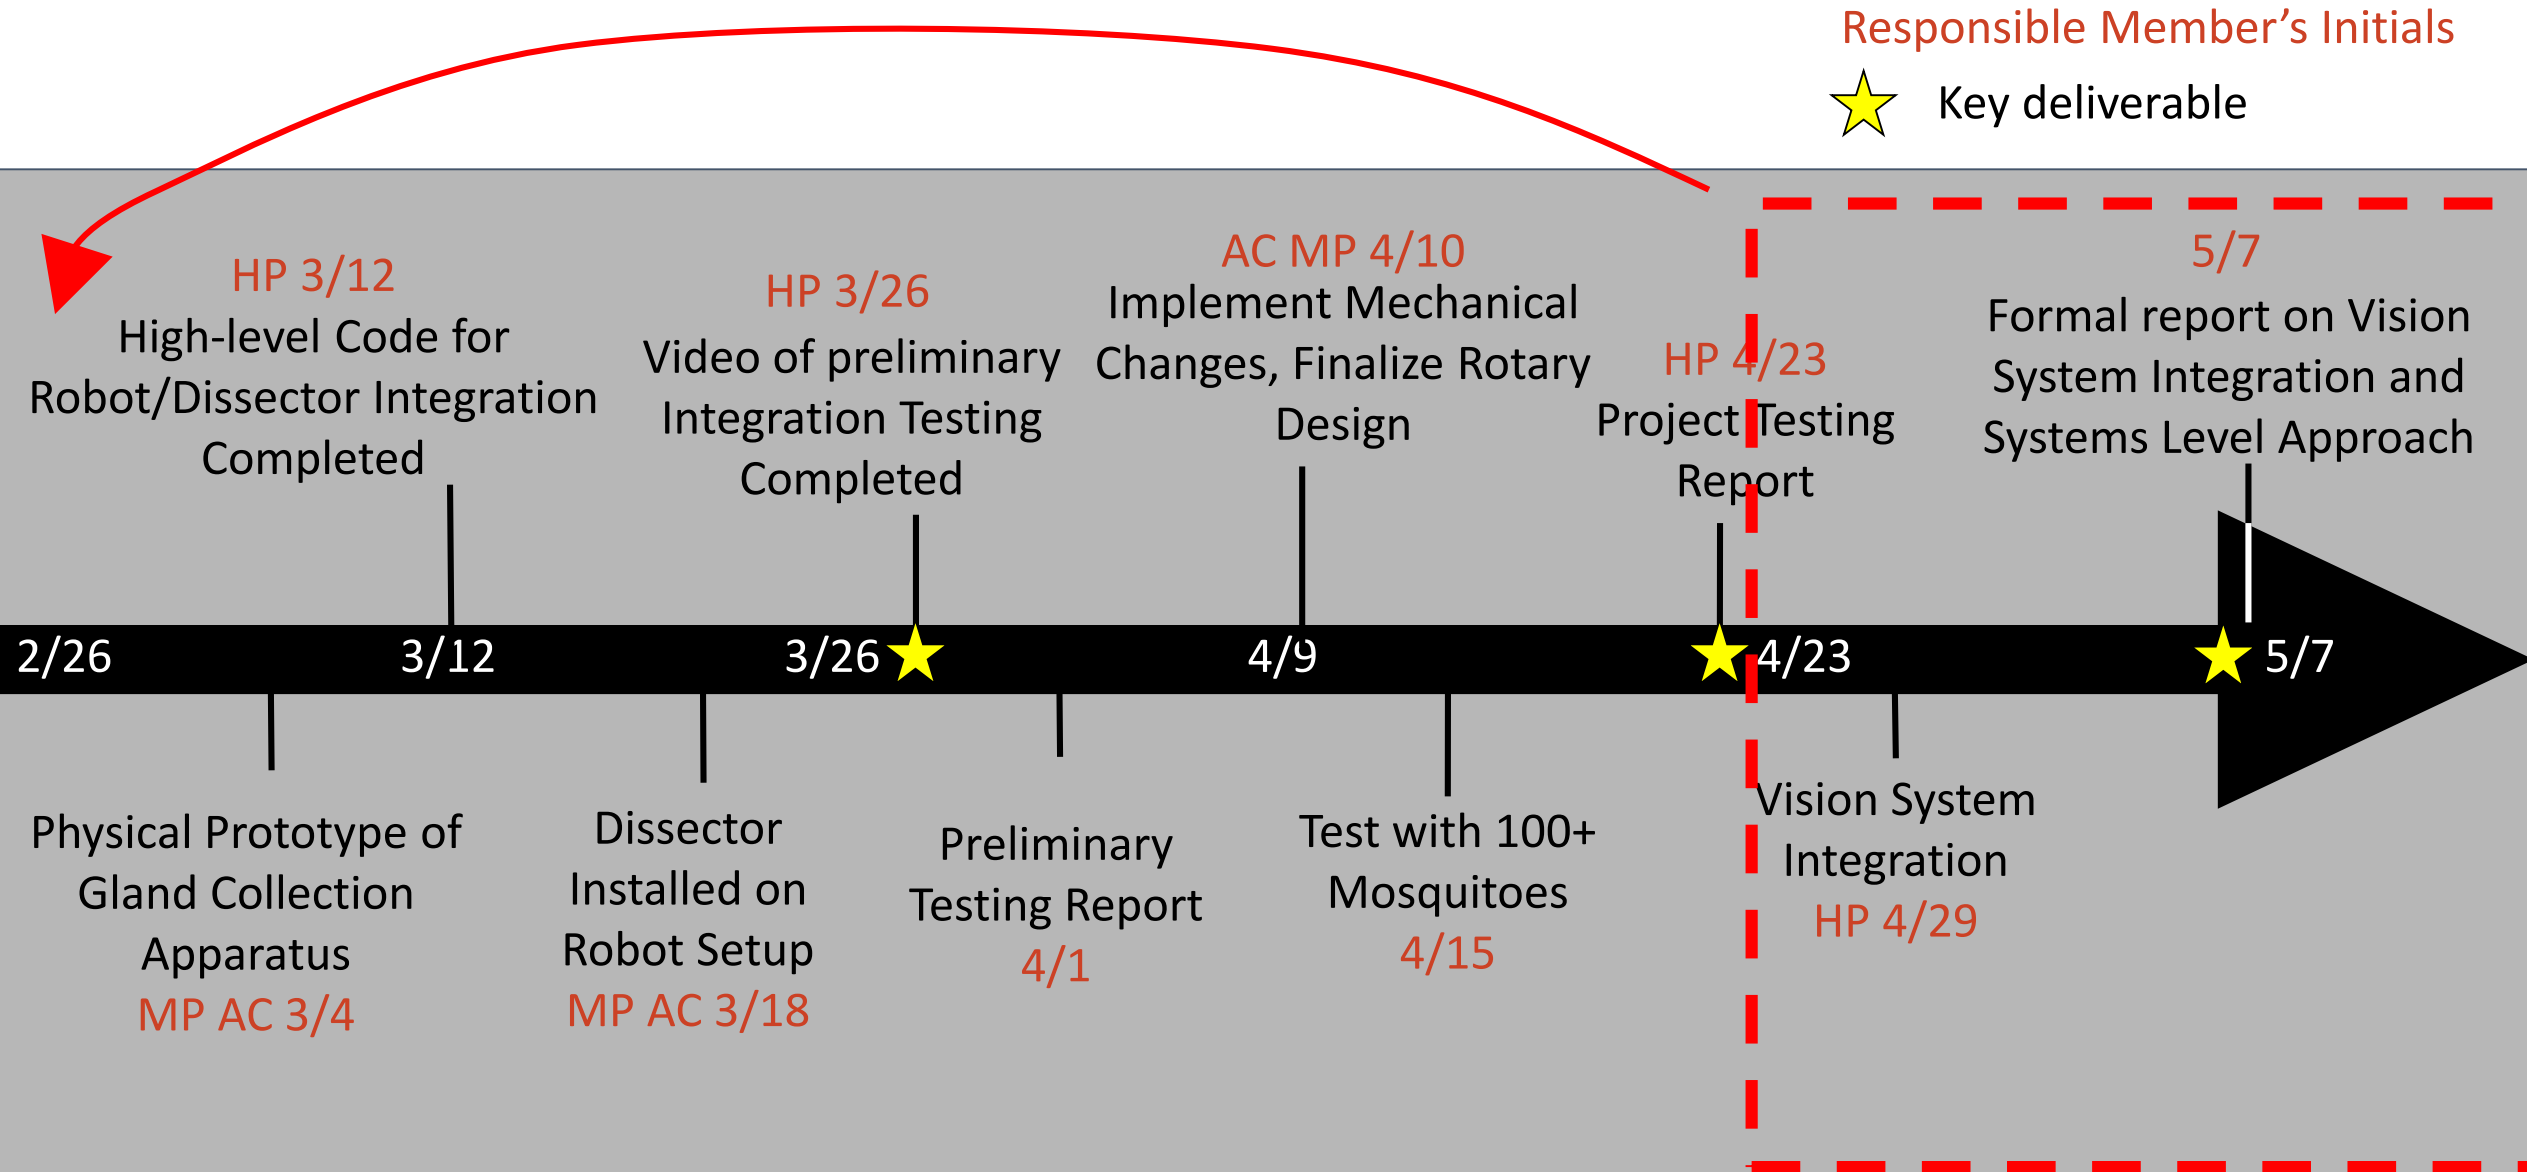 Responsible Member’s Initials
Key deliverable
HP 3/12
High-level Code for
Robot/Dissector Integration
Completed
HP 3/26
Video of preliminary
Integration Testing
Completed
AC MP 4/10
Implement Mechanical
Changes, Finalize Rotary
Design
HP 4/23
Project Testing
Report
5/7
Formal report on Vision
System Integration and
Systems Level Approach
2/26
3/12
3/26
4/9
4/23
5/7
Physical Prototype of
Gland Collection
Apparatus
MP AC 3/4
Dissector
Installed on
Robot Setup
MP AC 3/18
Preliminary
Testing Report
4/1
Test with 100+
Mosquitoes
4/15
Vision System
Integration
HP 4/29